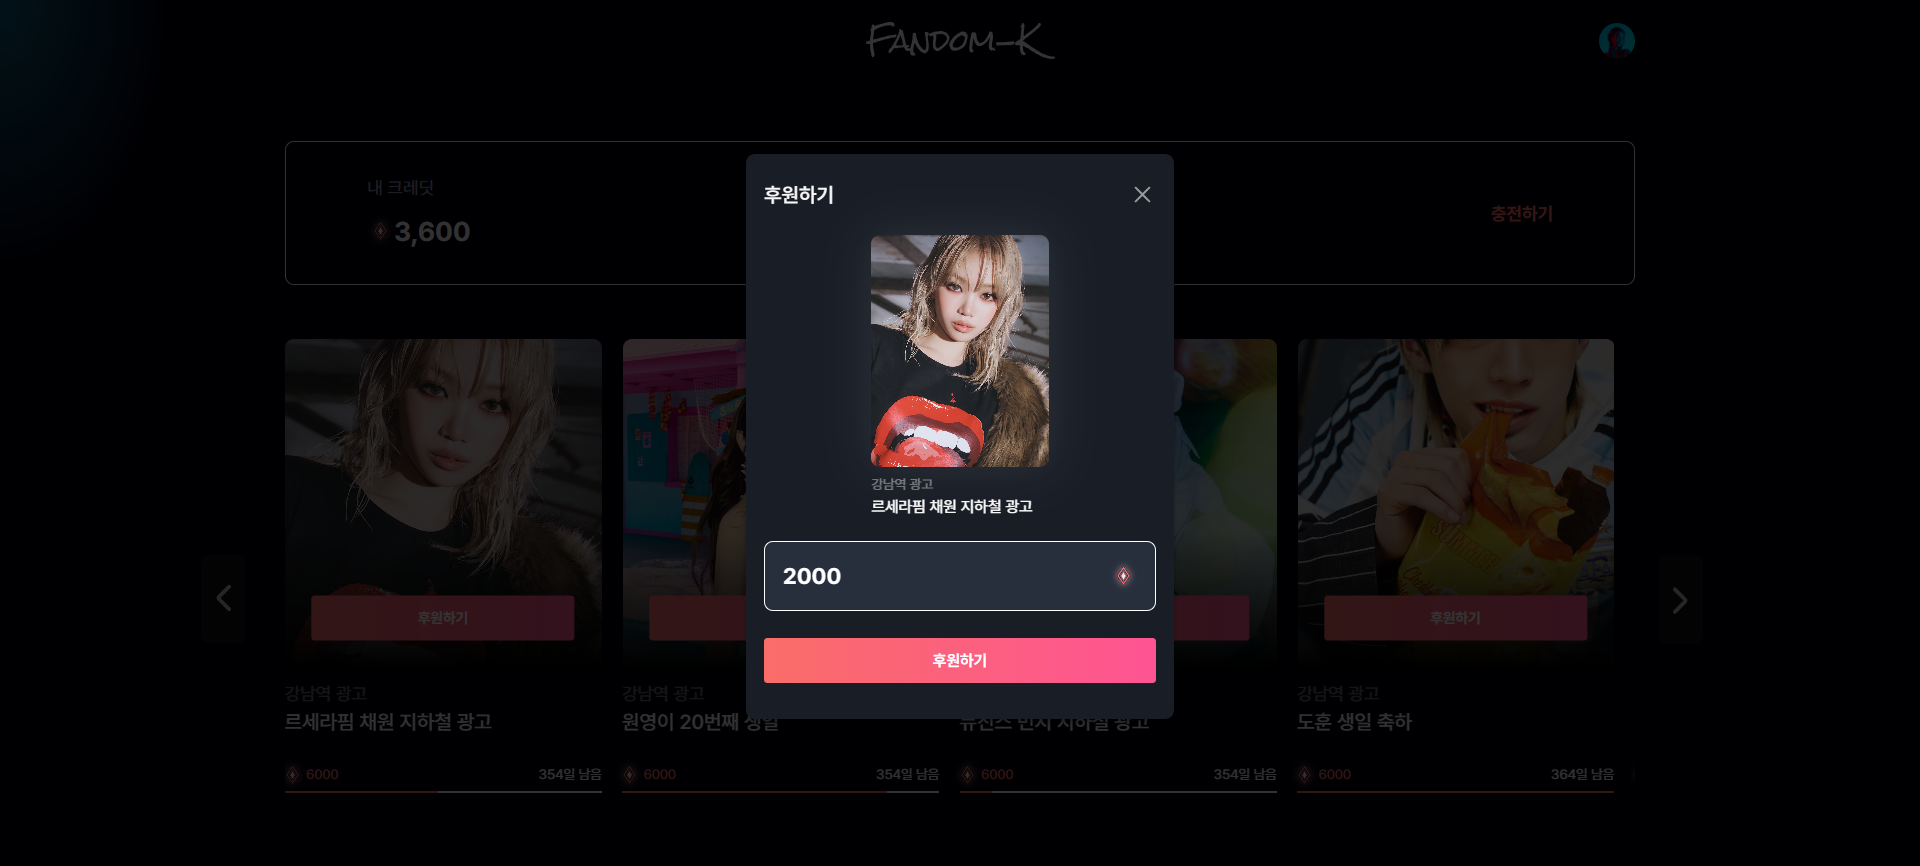 FANDOM-K
내 크레딧
3,600
충전하기
후원하기
강남역 광고
르세라핌 채원 지하철 광고
2000
후원하기
후원하기
후원하기
강남역 광고
르세라핌 채원 지하철 광고
6000
354일 남음
강남역 광고
원영이 20번째 생일
6000
354일 남음
뉴진스 민지 지하철 광고
6000
354일 남음
강남역 광고
도훈 생일 축하
6000
364일 남음